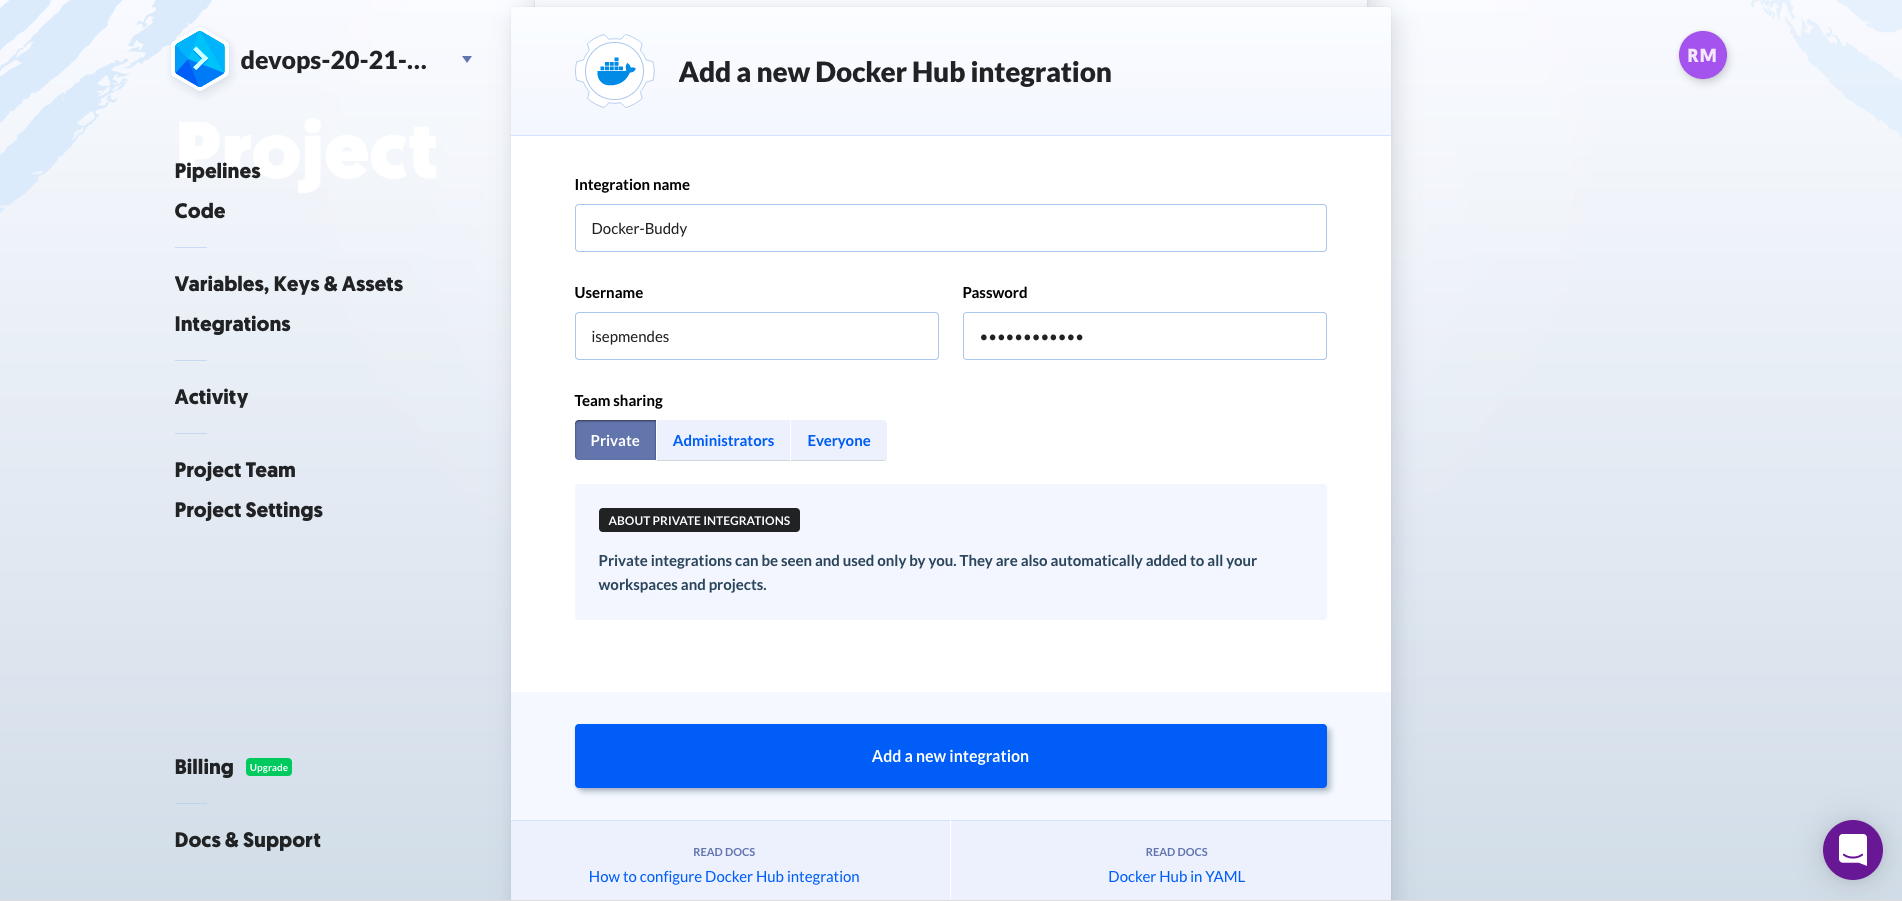 devops-20-21-...
Project
Pipelines
Code
Variables, Keys & Assets
Integrations
Activity
Project Team
Project Settings
Billing Upgrade
Docs & Support
Add a new Docker Hub integration
Integration name
Docker-Buddy
Username Password
isepmendes ••••••••••••
Team sharing
Private Administrators Everyone
ABOUT PRIVATE INTEGRATIONS
Private integrations can be seen and used only by you. They are also automatically added to all your
workspaces and projects.
Add a new integration
READ DOCS
How to configure Docker Hub integration
READ DOCS
Docker Hub in YAML
RM